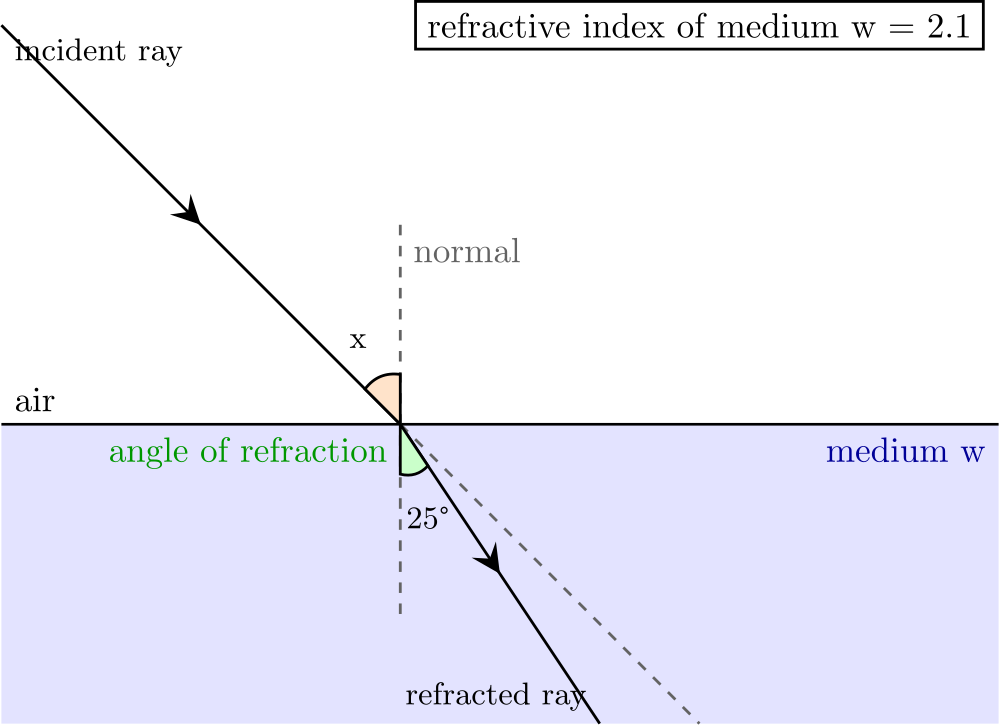 refractive index of medium w = 2.1
incident ray
normal
x
air
angle of refraction
medium w
25°
refracted ray